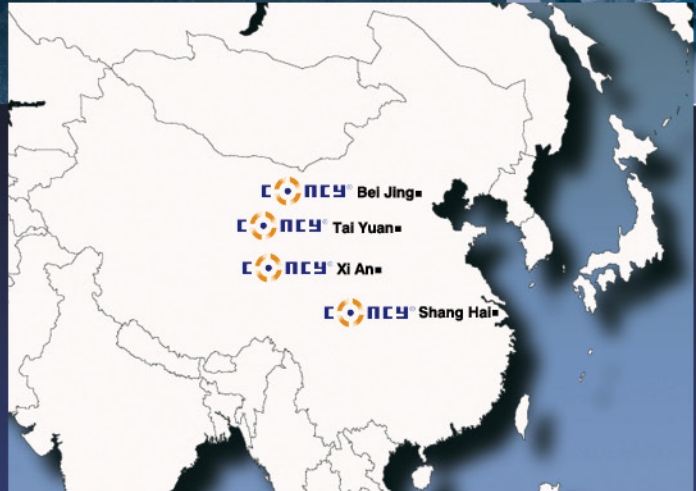 CONCY® Bei Jing
CONCY® Tai Yuan
CONCY® Xi An
CONCY® Shang Hai